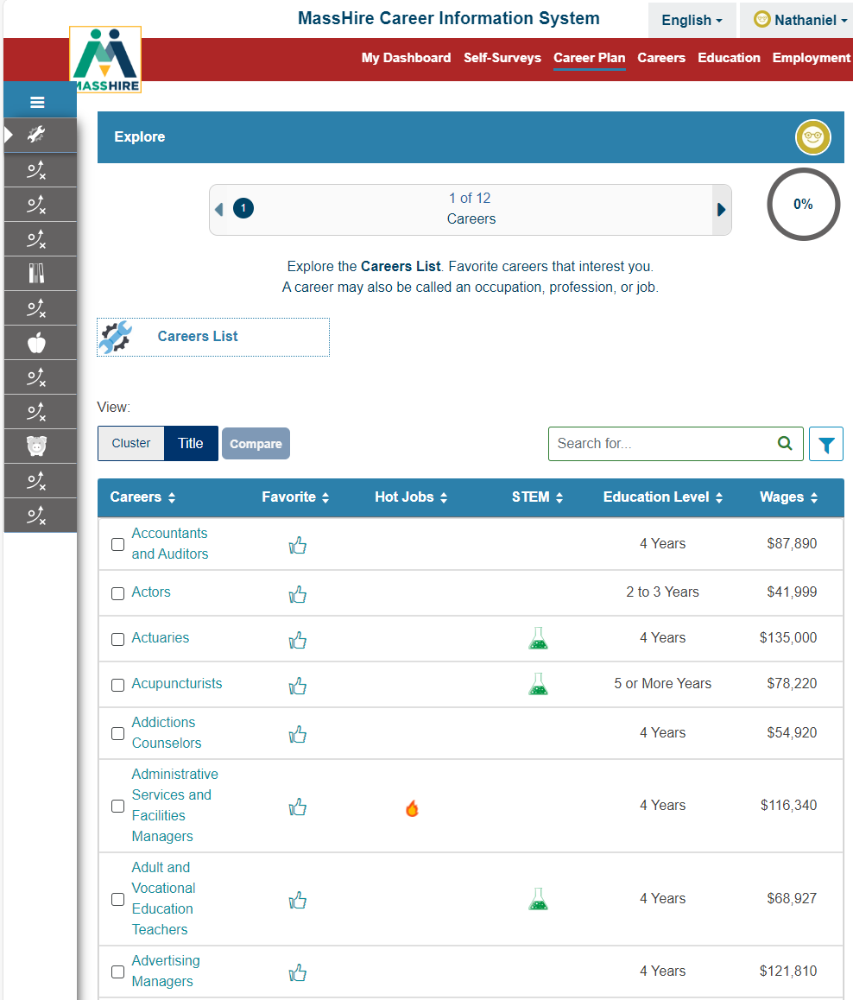 MassHire Career Information System
English
Nathaniel
MASSHIRE
My Dashboard
Self-Surveys
Career Plan
Careers
Education
Employment
Explore
1
1 of 12
Careers
0%
Explore the Careers List. Favorite careers that interest you.
A career may also be called an occupation, profession, or job.
Careers List
View:
Cluster
Title
Compare
Search for...
Careers Favorite Hot Jobs STEM Education Level Wages
Accountants
and Auditors
4 Years
$87,890
Actors
2 to 3 Years
$41,999
Actuaries
4 Years
$135,000
Acupuncturists
5 or More Years
$78,220
Addictions
Counselors
4 Years
$54,920
Administrative
Services and
Facilities
Managers
4 Years
$116,340
Adult and
Vocational
Education
Teachers
4 Years
$68,927
Advertising
Managers
4 Years
$121,810